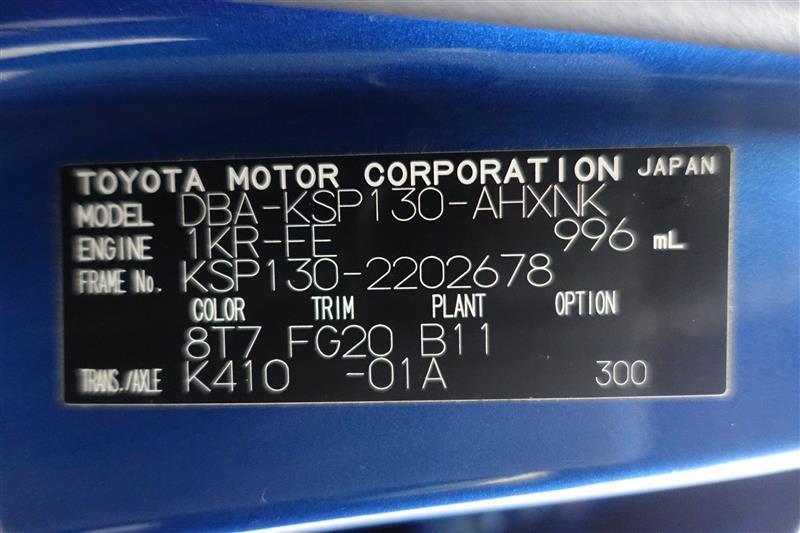 TOYOTA MOTOR CORPORATION JAPAN
MODEL DBA-KSP130-AHXNK
ENGINE 1KR-FE 996 mL
FRAME No. KSP130-2202678
COLOR TRIM PLANT OPTION
8T7 FG20 B11
TRANS./AXLE K410 -01A 300